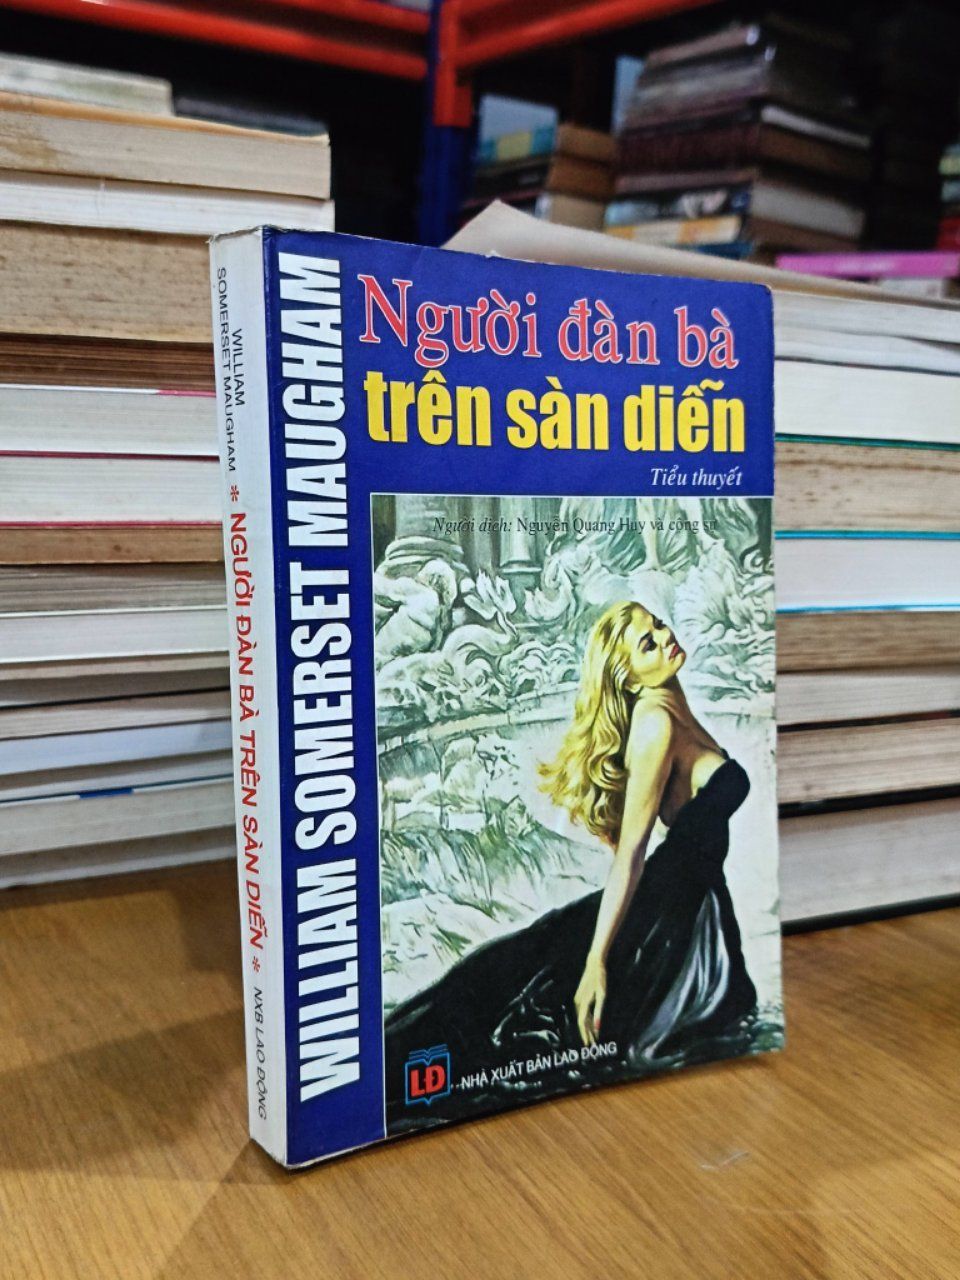 WILLIAM
SOMERSET MAUGHAM
* NGƯỜI ĐÀN BÀ TRÊN SÀN DIỄN *
NXB LAO ĐỘNG
WILLIAM SOMERSET MAUGHAM
Người đàn bà
trên sàn diễn
Tiểu thuyết
Người dịch: Nguyễn Quang Huy và cộng sự
LĐ
NHÀ XUẤT BẢN LAO ĐỘNG